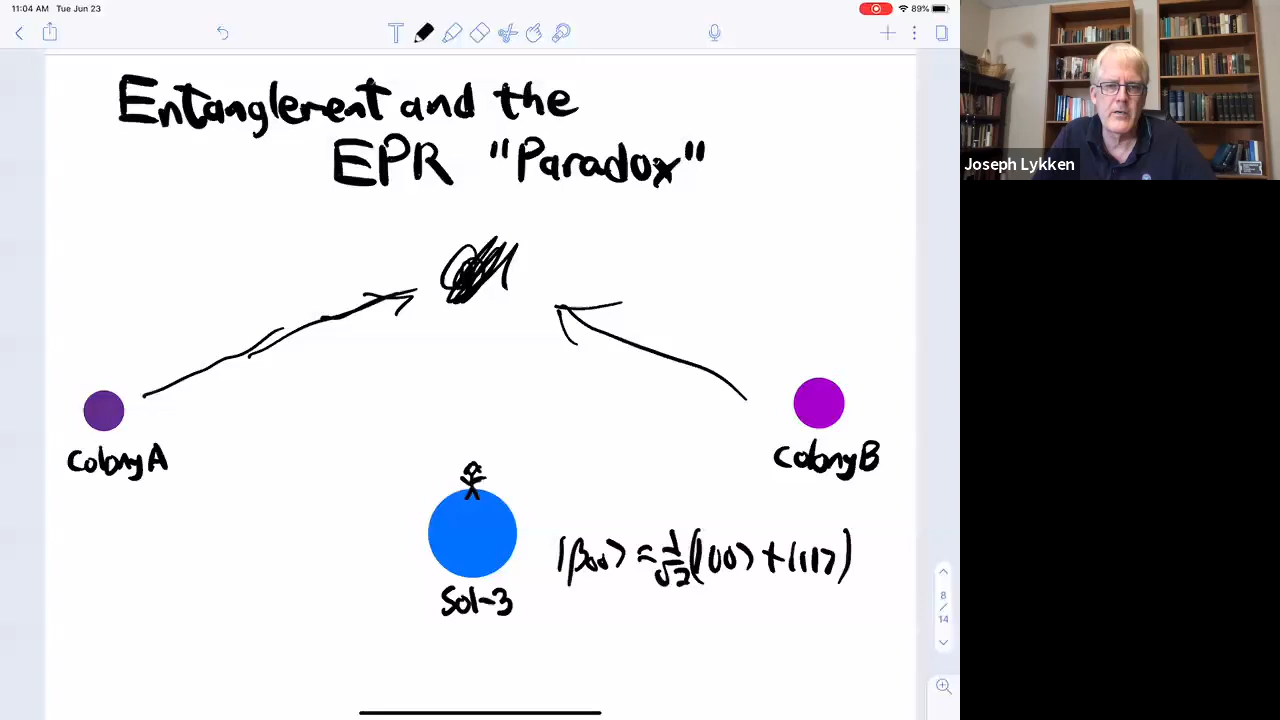 11:04 AM Tue Jun 23
89%
Entanglement and the
EPR "Paradox"
Joseph Lykken
Colony A
Colony B
|β00⟩ = 1/√2 (|00⟩ + |11⟩)
Sol-3
8
/
14